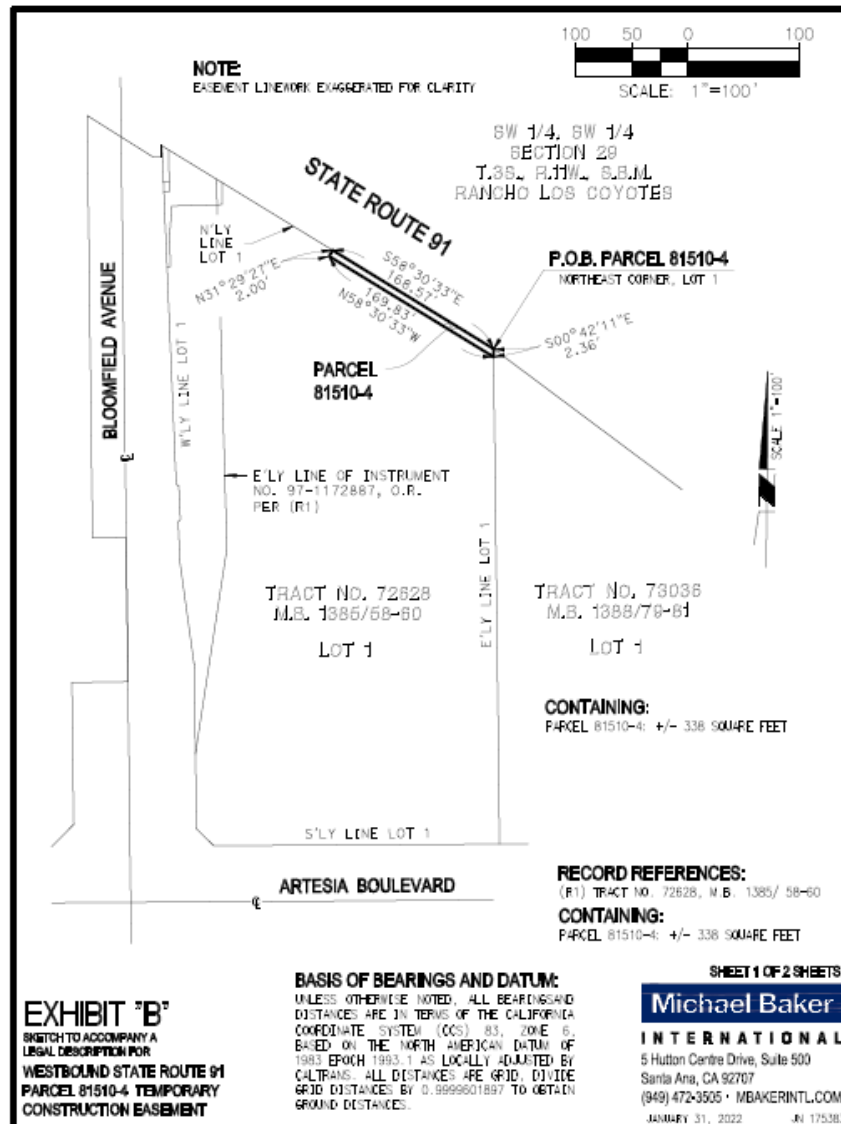 100 50 0 100
SCALE: 1"=100'
NOTE:
EASEMENT LINEWORK EXAGGERATED FOR CLARITY
SW 1/4, SW 1/4
SECTION 29
T.3S., R.11W., S.B.M.
RANCHO LOS COYOTES
STATE ROUTE 91
N'LY
LINE
LOT 1
N31°29'27"E
2.00'
S58°30'33"E
168.57'
169.83'
N58°30'33"W
P.O.B. PARCEL 81510-4
NORTHEAST CORNER, LOT 1
S00°42'11"E
2.36'
PARCEL
81510-4
BLOOMFIELD AVENUE
W'LY LINE LOT 1
SCALE 1"=100'
E'LY LINE OF INSTRUMENT
NO. 97-1172887, O.R.
PER (R1)
E'LY LINE LOT 1
TRACT NO. 72628
M.B. 1385/58-60
LOT 1
TRACT NO. 73036
M.B. 1388/79-81
LOT 1
CONTAINING:
PARCEL 81510-4: +/- 338 SQUARE FEET
S'LY LINE LOT 1
ARTESIA BOULEVARD
RECORD REFERENCES:
(R1) TRACT NO. 72628, M.B. 1385/ 58-60
CONTAINING:
PARCEL 81510-4: +/- 338 SQUARE FEET
SHEET 1 OF 2 SHEETS
EXHIBIT "B"
SKETCH TO ACCOMPANY A
LEGAL DESCRIPTION FOR
WESTBOUND STATE ROUTE 91
PARCEL 81510-4 TEMPORARY
CONSTRUCTION EASEMENT
BASIS OF BEARINGS AND DATUM:
UNLESS OTHERWISE NOTED, ALL BEARINGSAND
DISTANCES ARE IN TERMS OF THE CALIFORNIA
COORDINATE SYSTEM (CCS) 83, ZONE 6,
BASED ON THE NORTH AMERICAN DATUM OF
1983 EPOCH 1993.1 AS LOCALLY ADJUSTED BY
CALTRANS. ALL DISTANCES ARE GRID, DIVIDE
GRID DISTANCES BY 0.9999601897 TO OBTAIN
GROUND DISTANCES.
Michael Baker
INTERNATIONAL
5 Hutton Centre Drive, Suite 500
Santa Ana, CA 92707
(949) 472-3505 · MBAKERINTL.COM
JANUARY 31, 2022 JN 175383